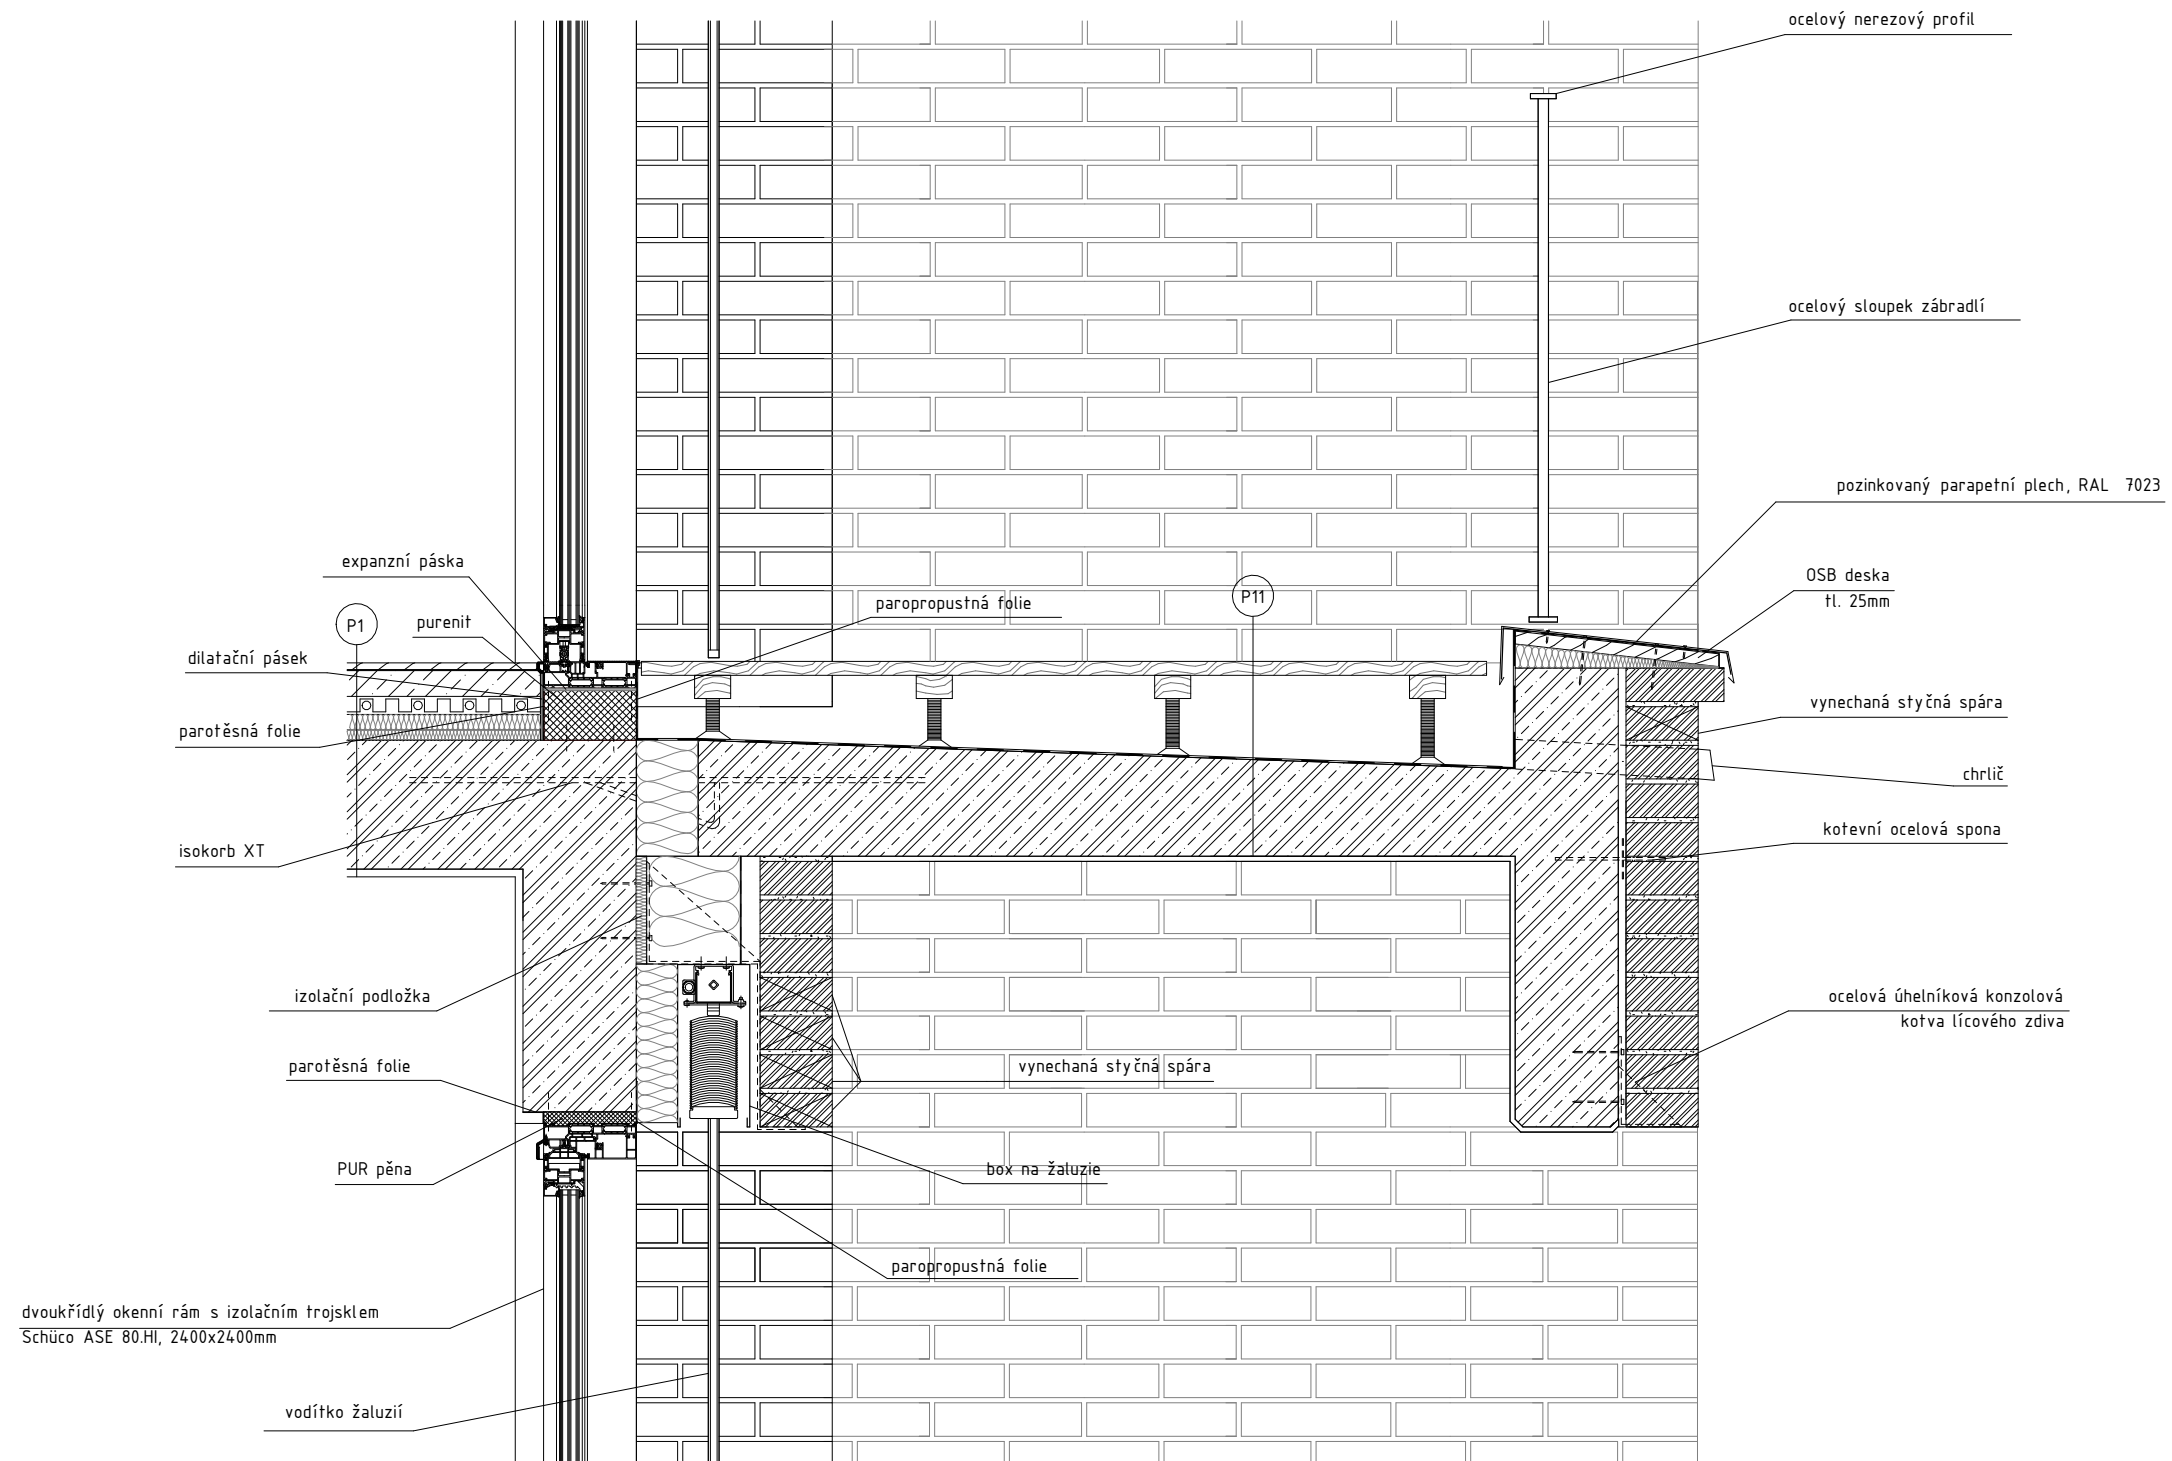 ocelový nerezový profil
ocelový sloupek zábradlí
pozinkovaný parapetní plech, RAL 7023
expanzní páska
OSB deska
tl. 25mm
paropropustná folie
P11
P1
purenit
dilatační pásek
parotěsná folie
vynechaná styčná spára
chrlič
kotevní ocelová spona
isokorb XT
izolační podložka
ocelová úhelníková konzolová
kotva lícového zdiva
parotěsná folie
vynechaná styčná spára
PUR pěna
box na žaluzie
paropropustná folie
dvoukřídlý okenní rám s izolačním trojsklem
Schüco ASE 80.HI, 2400x2400mm
vodítko žaluzií